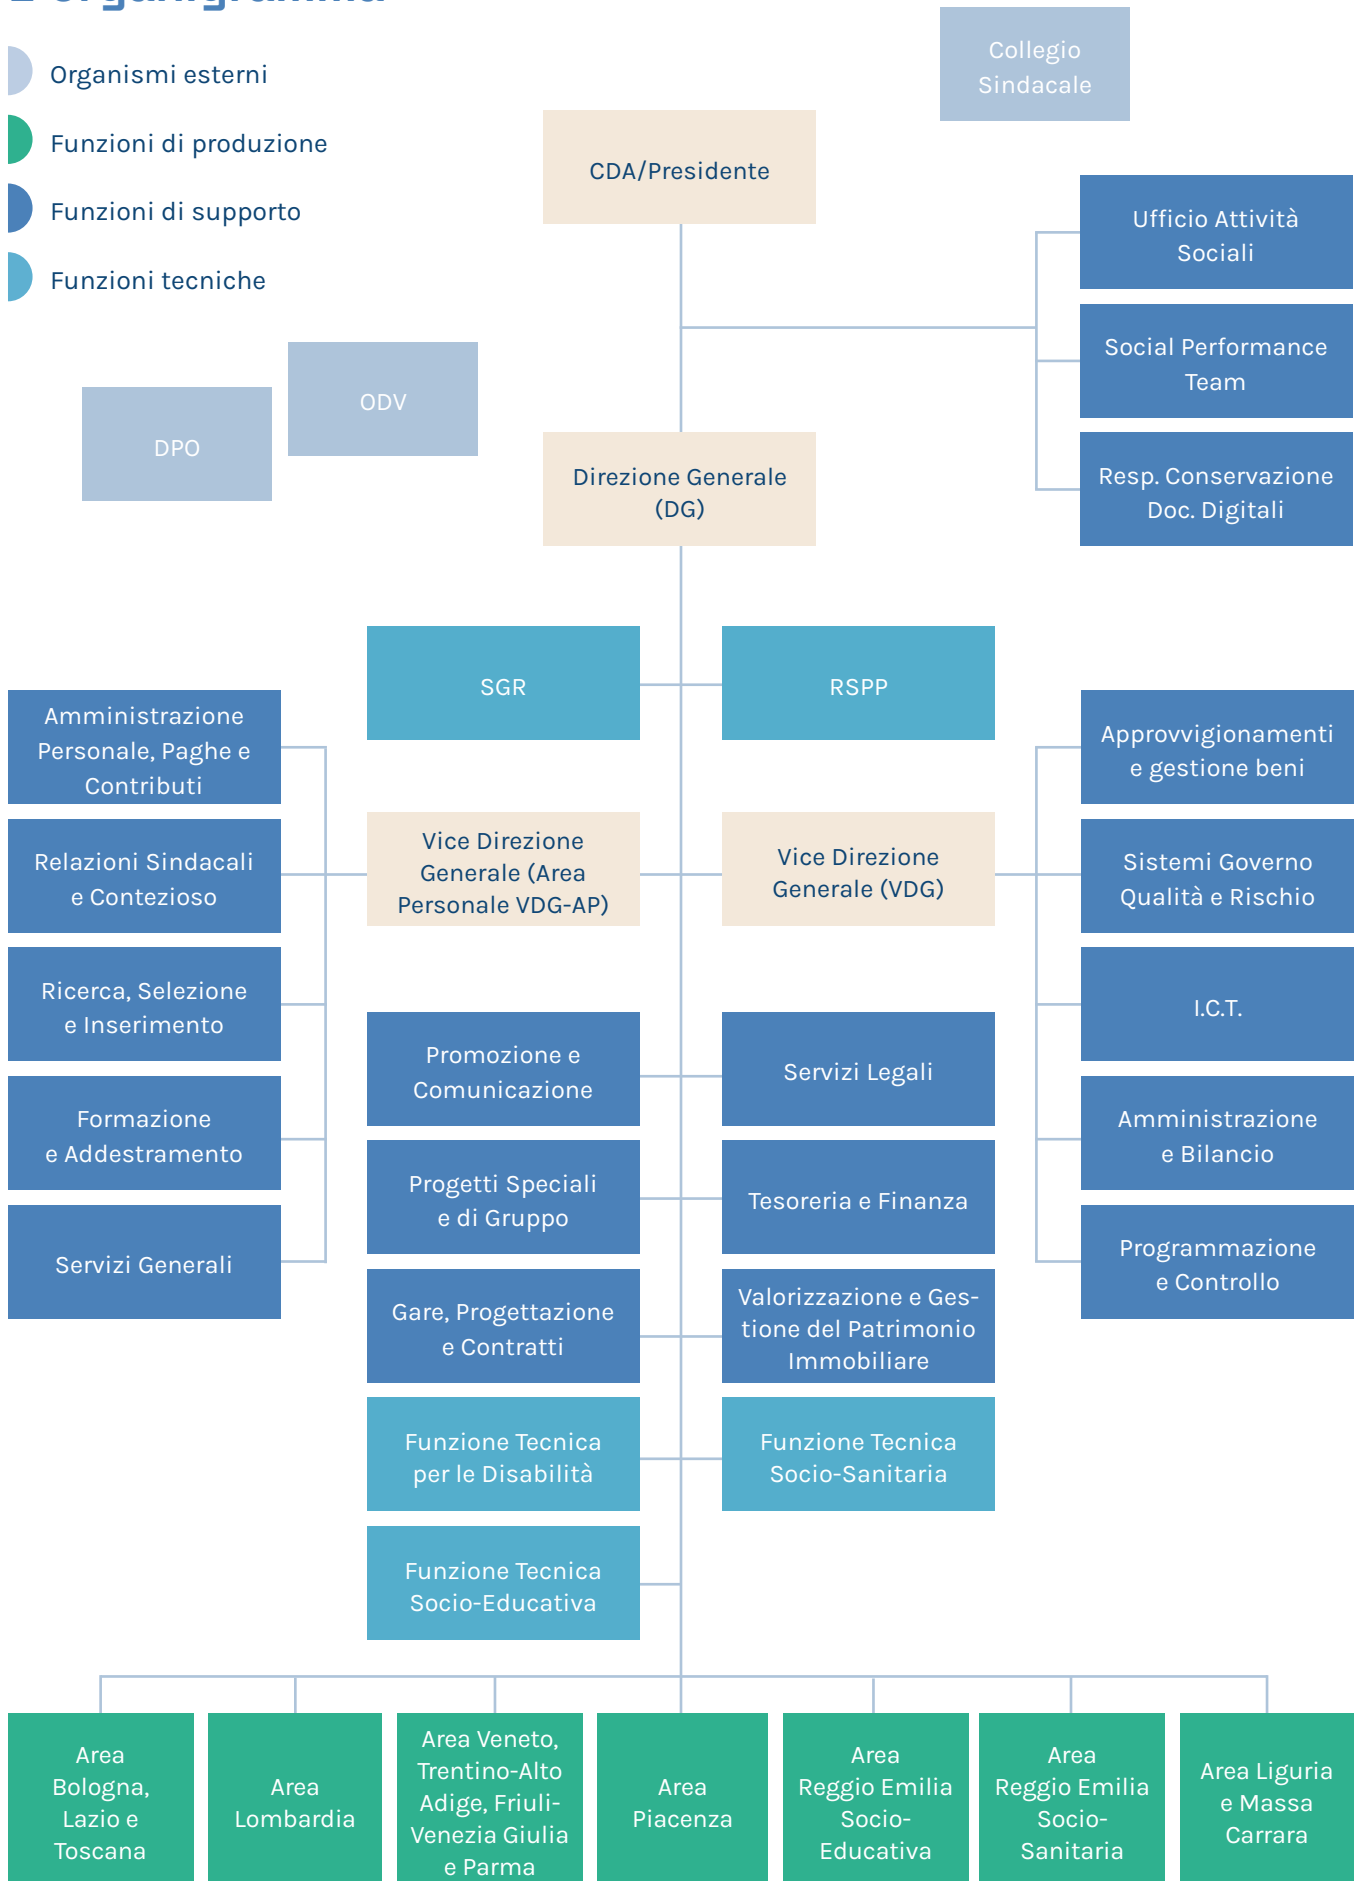 L'Organigramma
Organismi esterni
Funzioni di produzione
Funzioni di supporto
Funzioni tecniche
Collegio
Sindacale
CDA/Presidente
Ufficio Attività
Sociali
Social Performance
Team
Resp. Conservazione
Doc. Digitali
ODV
DPO
Direzione Generale
(DG)
SGR
RSPP
Amministrazione
Personale, Paghe e
Contributi
Relazioni Sindacali
e Contezioso
Ricerca, Selezione
e Inserimento
Formazione
e Addestramento
Servizi Generali
Vice Direzione
Generale (Area
Personale VDG-AP)
Vice Direzione
Generale (VDG)
Approvvigionamenti
e gestione beni
Sistemi Governo
Qualità e Rischio
I.C.T.
Amministrazione
e Bilancio
Programmazione
e Controllo
Promozione e
Comunicazione
Servizi Legali
Progetti Speciali
e di Gruppo
Tesoreria e Finanza
Gare, Progettazione
e Contratti
Valorizzazione e Ges-
tione del Patrimonio
Immobiliare
Funzione Tecnica
per le Disabilità
Funzione Tecnica
Socio-Sanitaria
Funzione Tecnica
Socio-Educativa
Area
Bologna,
Lazio e
Toscana
Area
Lombardia
Area Veneto,
Trentino-Alto
Adige, Friuli-
Venezia Giulia
e Parma
Area
Piacenza
Area
Reggio Emilia
Socio-
Educativa
Area
Reggio Emilia
Socio-
Sanitaria
Area Liguria
e Massa
Carrara